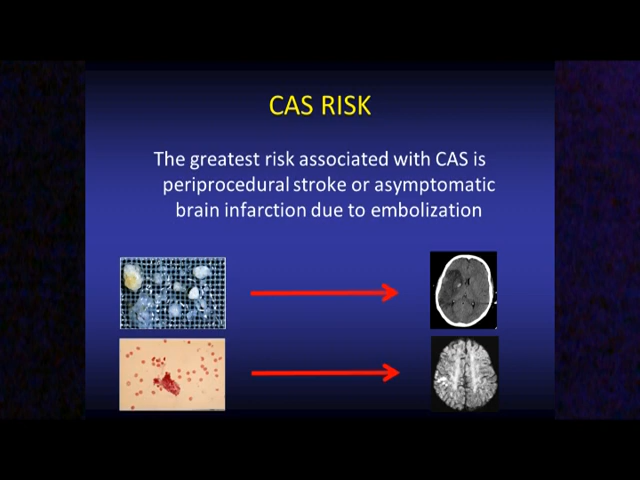 CAS RISK
The greatest risk associated with CAS is
periprocedural stroke or asymptomatic
brain infarction due to embolization